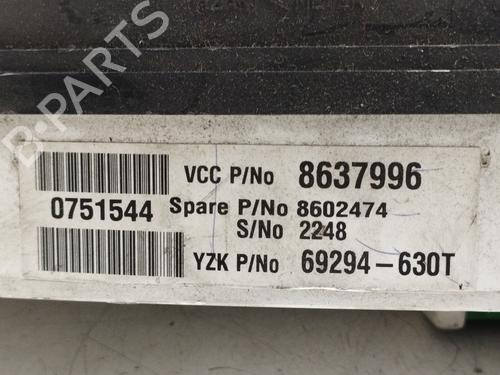 B-PARTS
VCC P/No 8637996
0751544 Spare P/No 8602474
S/No 2248
YZK P/No 69294-630T